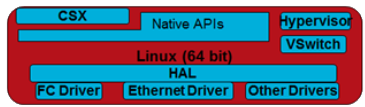 CSX
Native APIs
Hypervisor
VSwitch
Linux (64 bit)
HAL
FC Driver
Ethernet Driver
Other Drivers